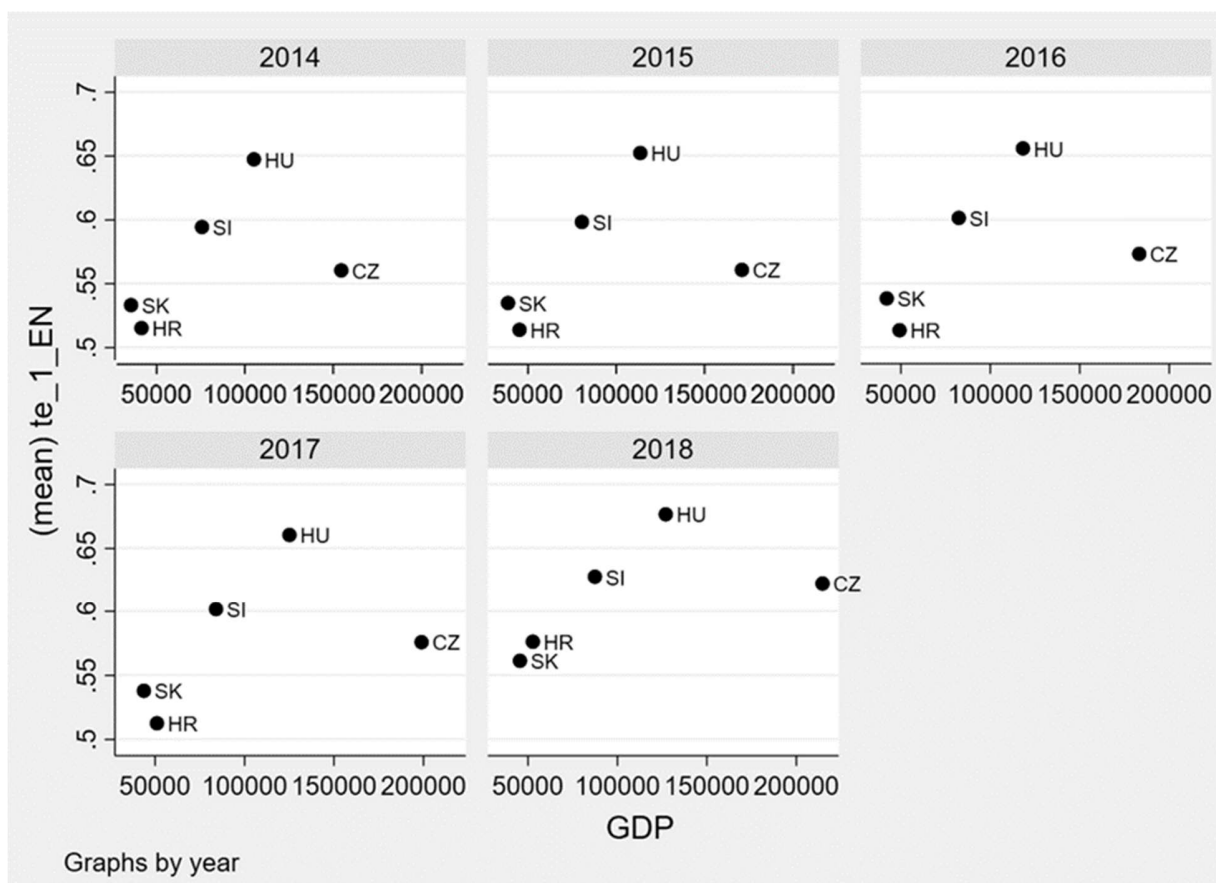 2014 2015 2016
.7
.65
.6
.55
.5
HU
SI
CZ
SK
HR
HU
SI
CZ
SK
HR
HU
SI
CZ
SK
HR
50000 100000 150000 200000 50000 100000 150000 200000 50000 100000 150000 200000
2017 2018
.7
.65
.6
.55
.5
HU
SI
CZ
SK
HR
HU
SI
CZ
HR
SK
50000 100000 150000 200000 50000 100000 150000 200000
(mean) te_1_EN
GDP
Graphs by year